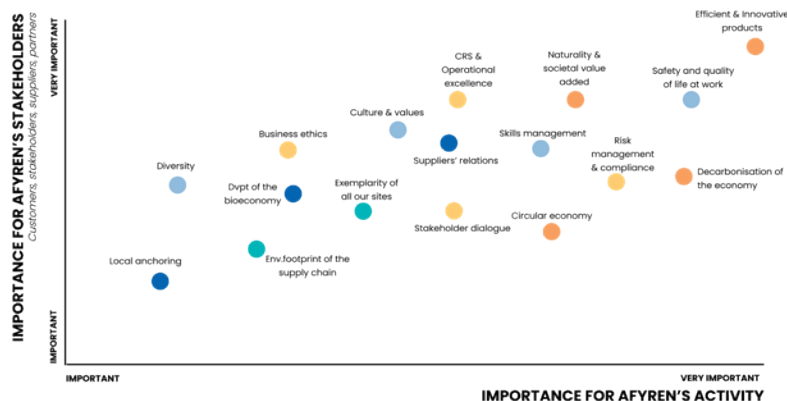 IMPORTANCE FOR AFYREN'S STAKEHOLDERS
Customers, stakeholders, suppliers, partners
VERY IMPORTANT
IMPORTANT
Efficient & Innovative
products
CRS &
Operational
excellence
Naturality &
societal value
added
Safety and quality
of life at work
Culture & values
Business ethics
Suppliers' relations
Skills management
Risk
management
& compliance
Diversity
Dvpt of the
bioeconomy
Exemplarity of
all our sites
Decarbonisation of
the economy
Stakeholder dialogue
Circular economy
Local anchoring
Env.footprint of the
supply chain
IMPORTANT
VERY IMPORTANT
IMPORTANCE FOR AFYREN'S ACTIVITY